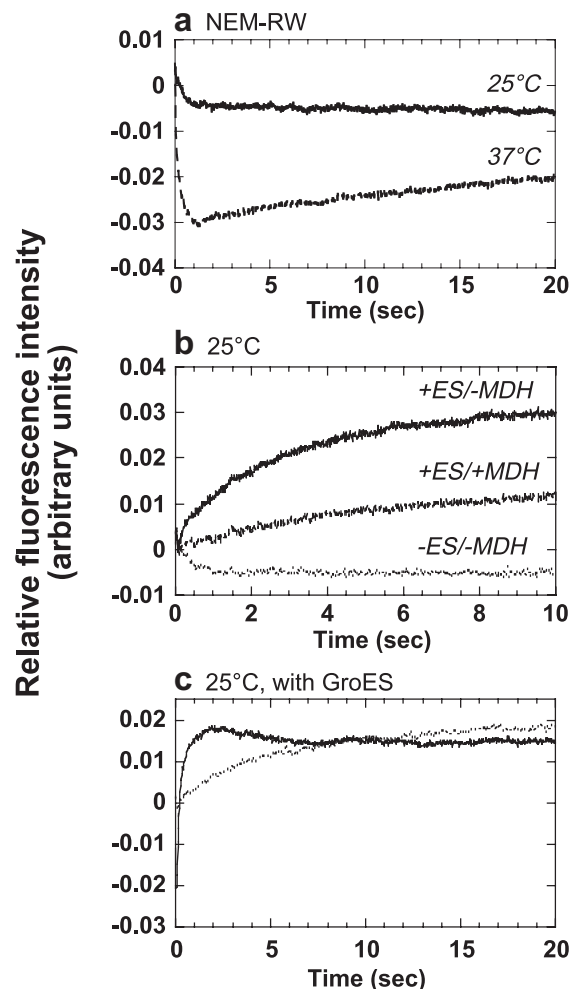 Relative fluorescence intensity
(arbitrary units)
a NEM-RW
0.01
0
-0.01
-0.02
-0.03
-0.04
25°C
37°C
0 5 10 15 20
Time (sec)
b 25°C
0.04
0.03
0.02
0.01
0
-0.01
+ES/-MDH
+ES/+MDH
-ES/-MDH
0 2 4 6 8 10
Time (sec)
c 25°C, with GroES
0.02
0.01
0
-0.01
-0.02
-0.03
0 5 10 15 20
Time (sec)